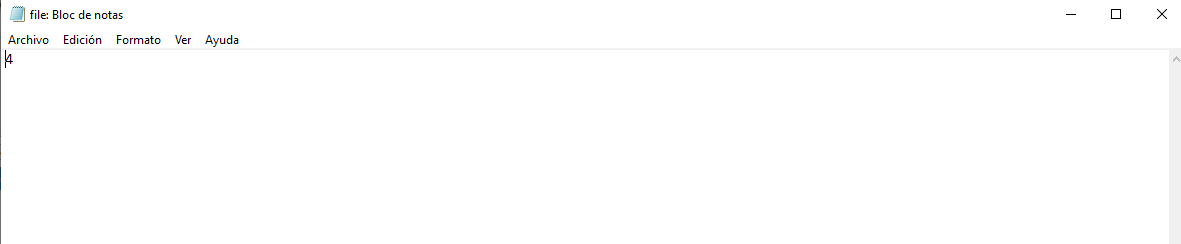 file: Bloc de notas
Archivo Edición Formato Ver Ayuda
4